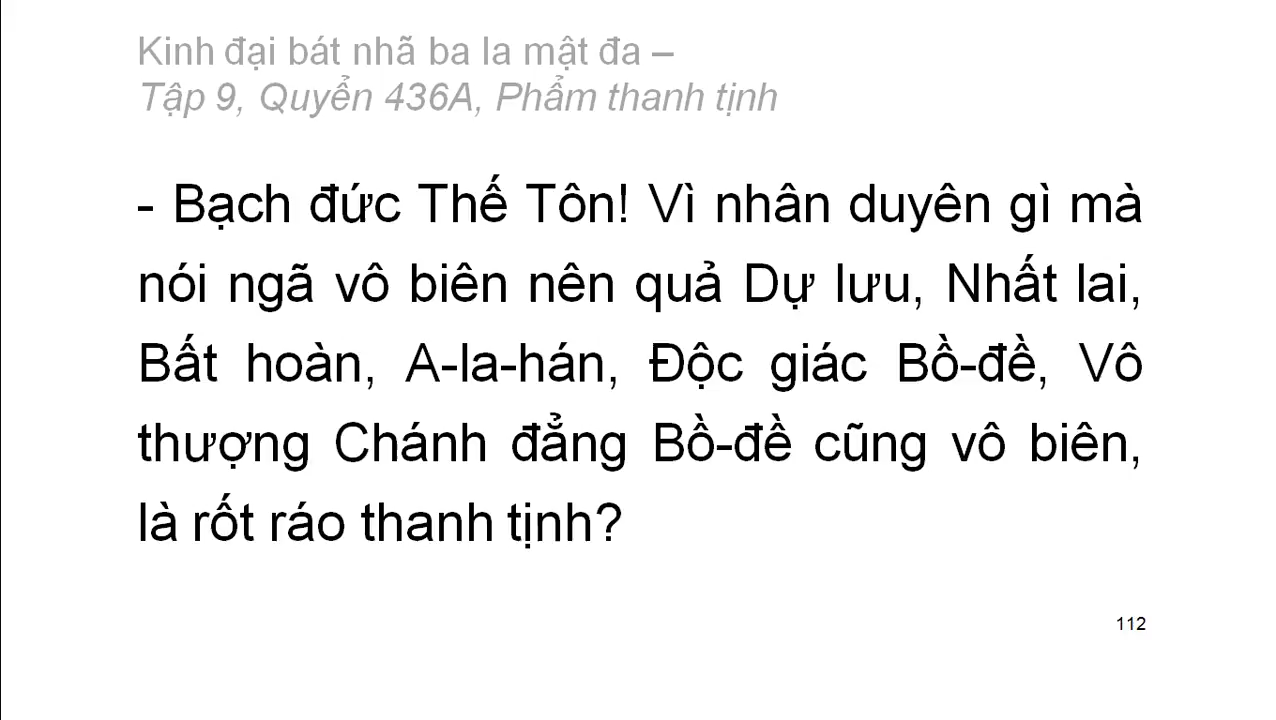 Kinh đại bát nhã ba la mật đa –
Tập 9, Quyển 436A, Phẩm thanh tịnh
- Bạch đức Thế Tôn! Vì nhân duyên gì mà
nói ngã vô biên nên quả Dự lưu, Nhất lai,
Bất hoàn, A-la-hán, Độc giác Bồ-đề, Vô
thượng Chánh đẳng Bồ-đề cũng vô biên,
là rốt ráo thanh tịnh?
112